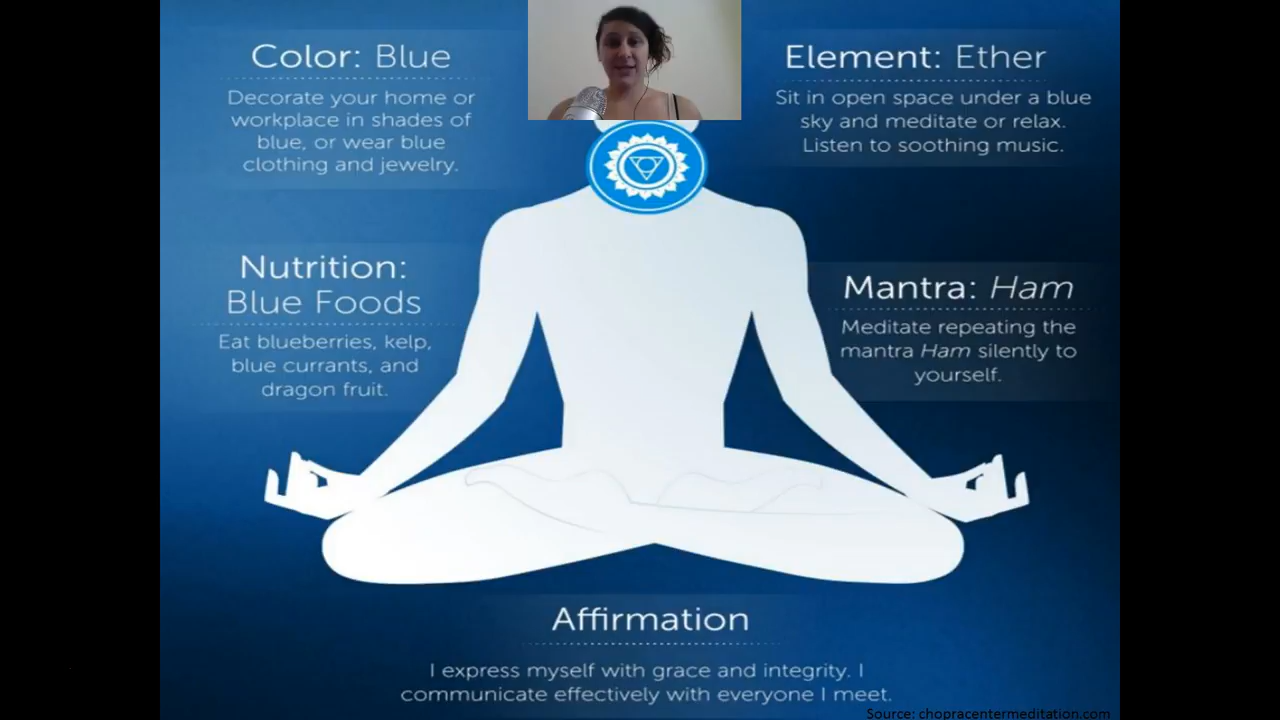 Color: Blue
Decorate your home or
workplace in shades of
blue, or wear blue
clothing and jewelry.
Element: Ether
Sit in open space under a blue
sky and meditate or relax.
Listen to soothing music.
Nutrition:
Blue Foods
Eat blueberries, kelp,
blue currants, and
dragon fruit.
Mantra: Ham
Meditate repeating the
mantra Ham silently to
yourself.
Affirmation
I express myself with grace and integrity. I
communicate effectively with everyone I meet.
Source: chopracentermeditation.com